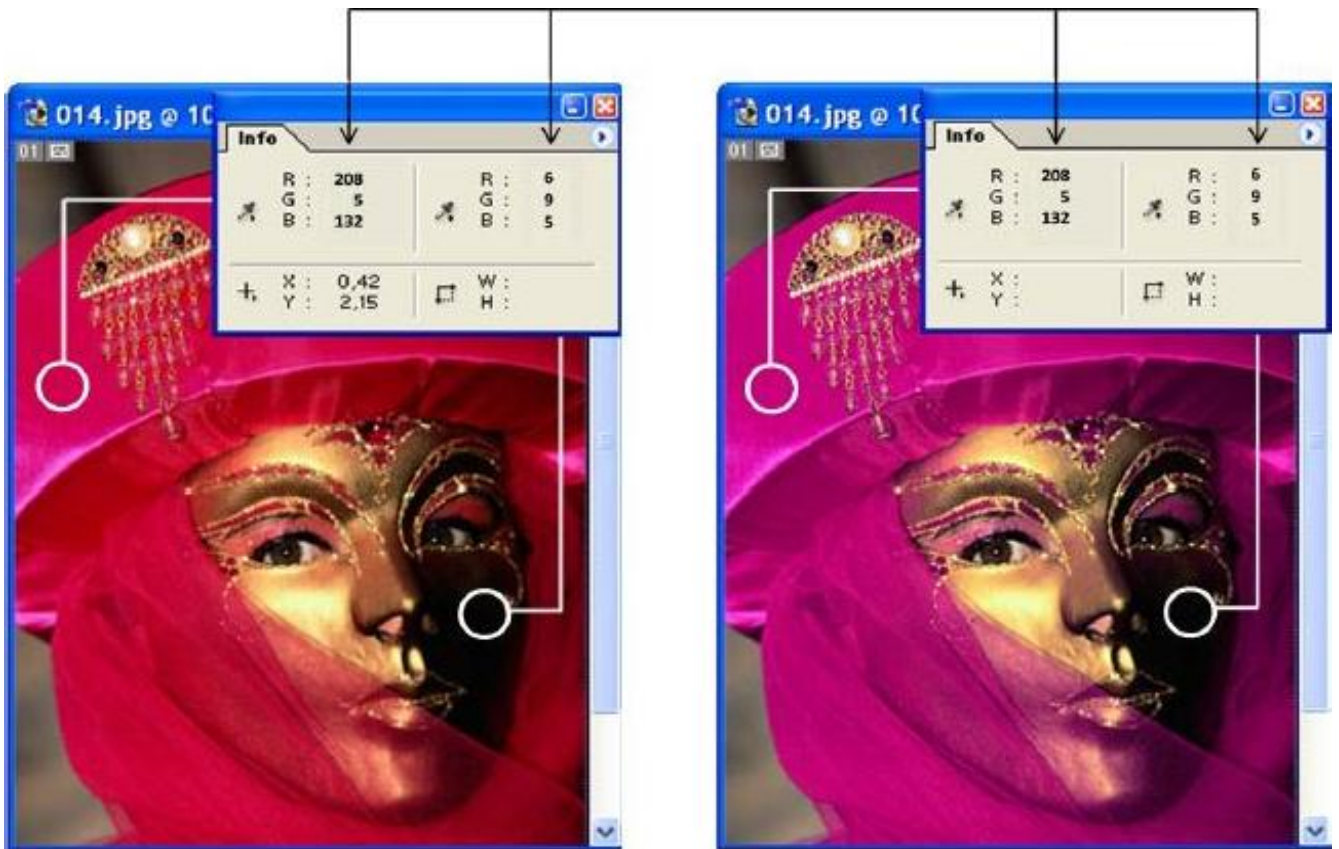 014.jpg @ 10
Info
01
R : 208
G : 5
B : 132
R : 6
G : 9
B : 5
X : 0,42
Y : 2,15
W :
H :
014.jpg @ 10
Info
01
R : 208
G : 5
B : 132
R : 6
G : 9
B : 5
X :
Y :
W :
H :